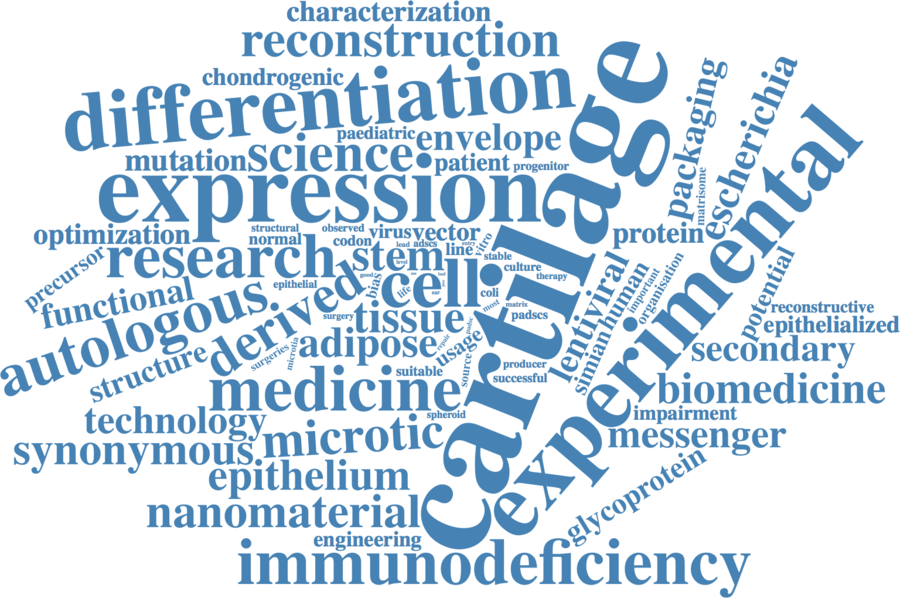 characterization
reconstruction
chondrogenic
differentiation
paediatric
envelope
mutation
science
patient
progenitor
expression
packaging
escherichia
matrisome
cartilage
experimental
optimization
structural
normal
observed
codon
virus
vector
lead
adscs
line
entry
vitro
stable
protein
precursor
research
stem
level
culture
therapy
epithelial
good
bias
cell
life
ear
coli
most
matrix
padscs
functional
autologous
derived
surgery
tissue
lentiviral
simian
human
important
organisation
potential
reconstructive
epithelialized
structure
surgeries
microtia
adipose
repair
usage
source
producer
successful
suitable
secondary
medicine
spheroid
biomedicine
impairment
technology
synonymous
microtic
messenger
epithelium
glycoprotein
nanomaterial
engineering
immunodeficiency